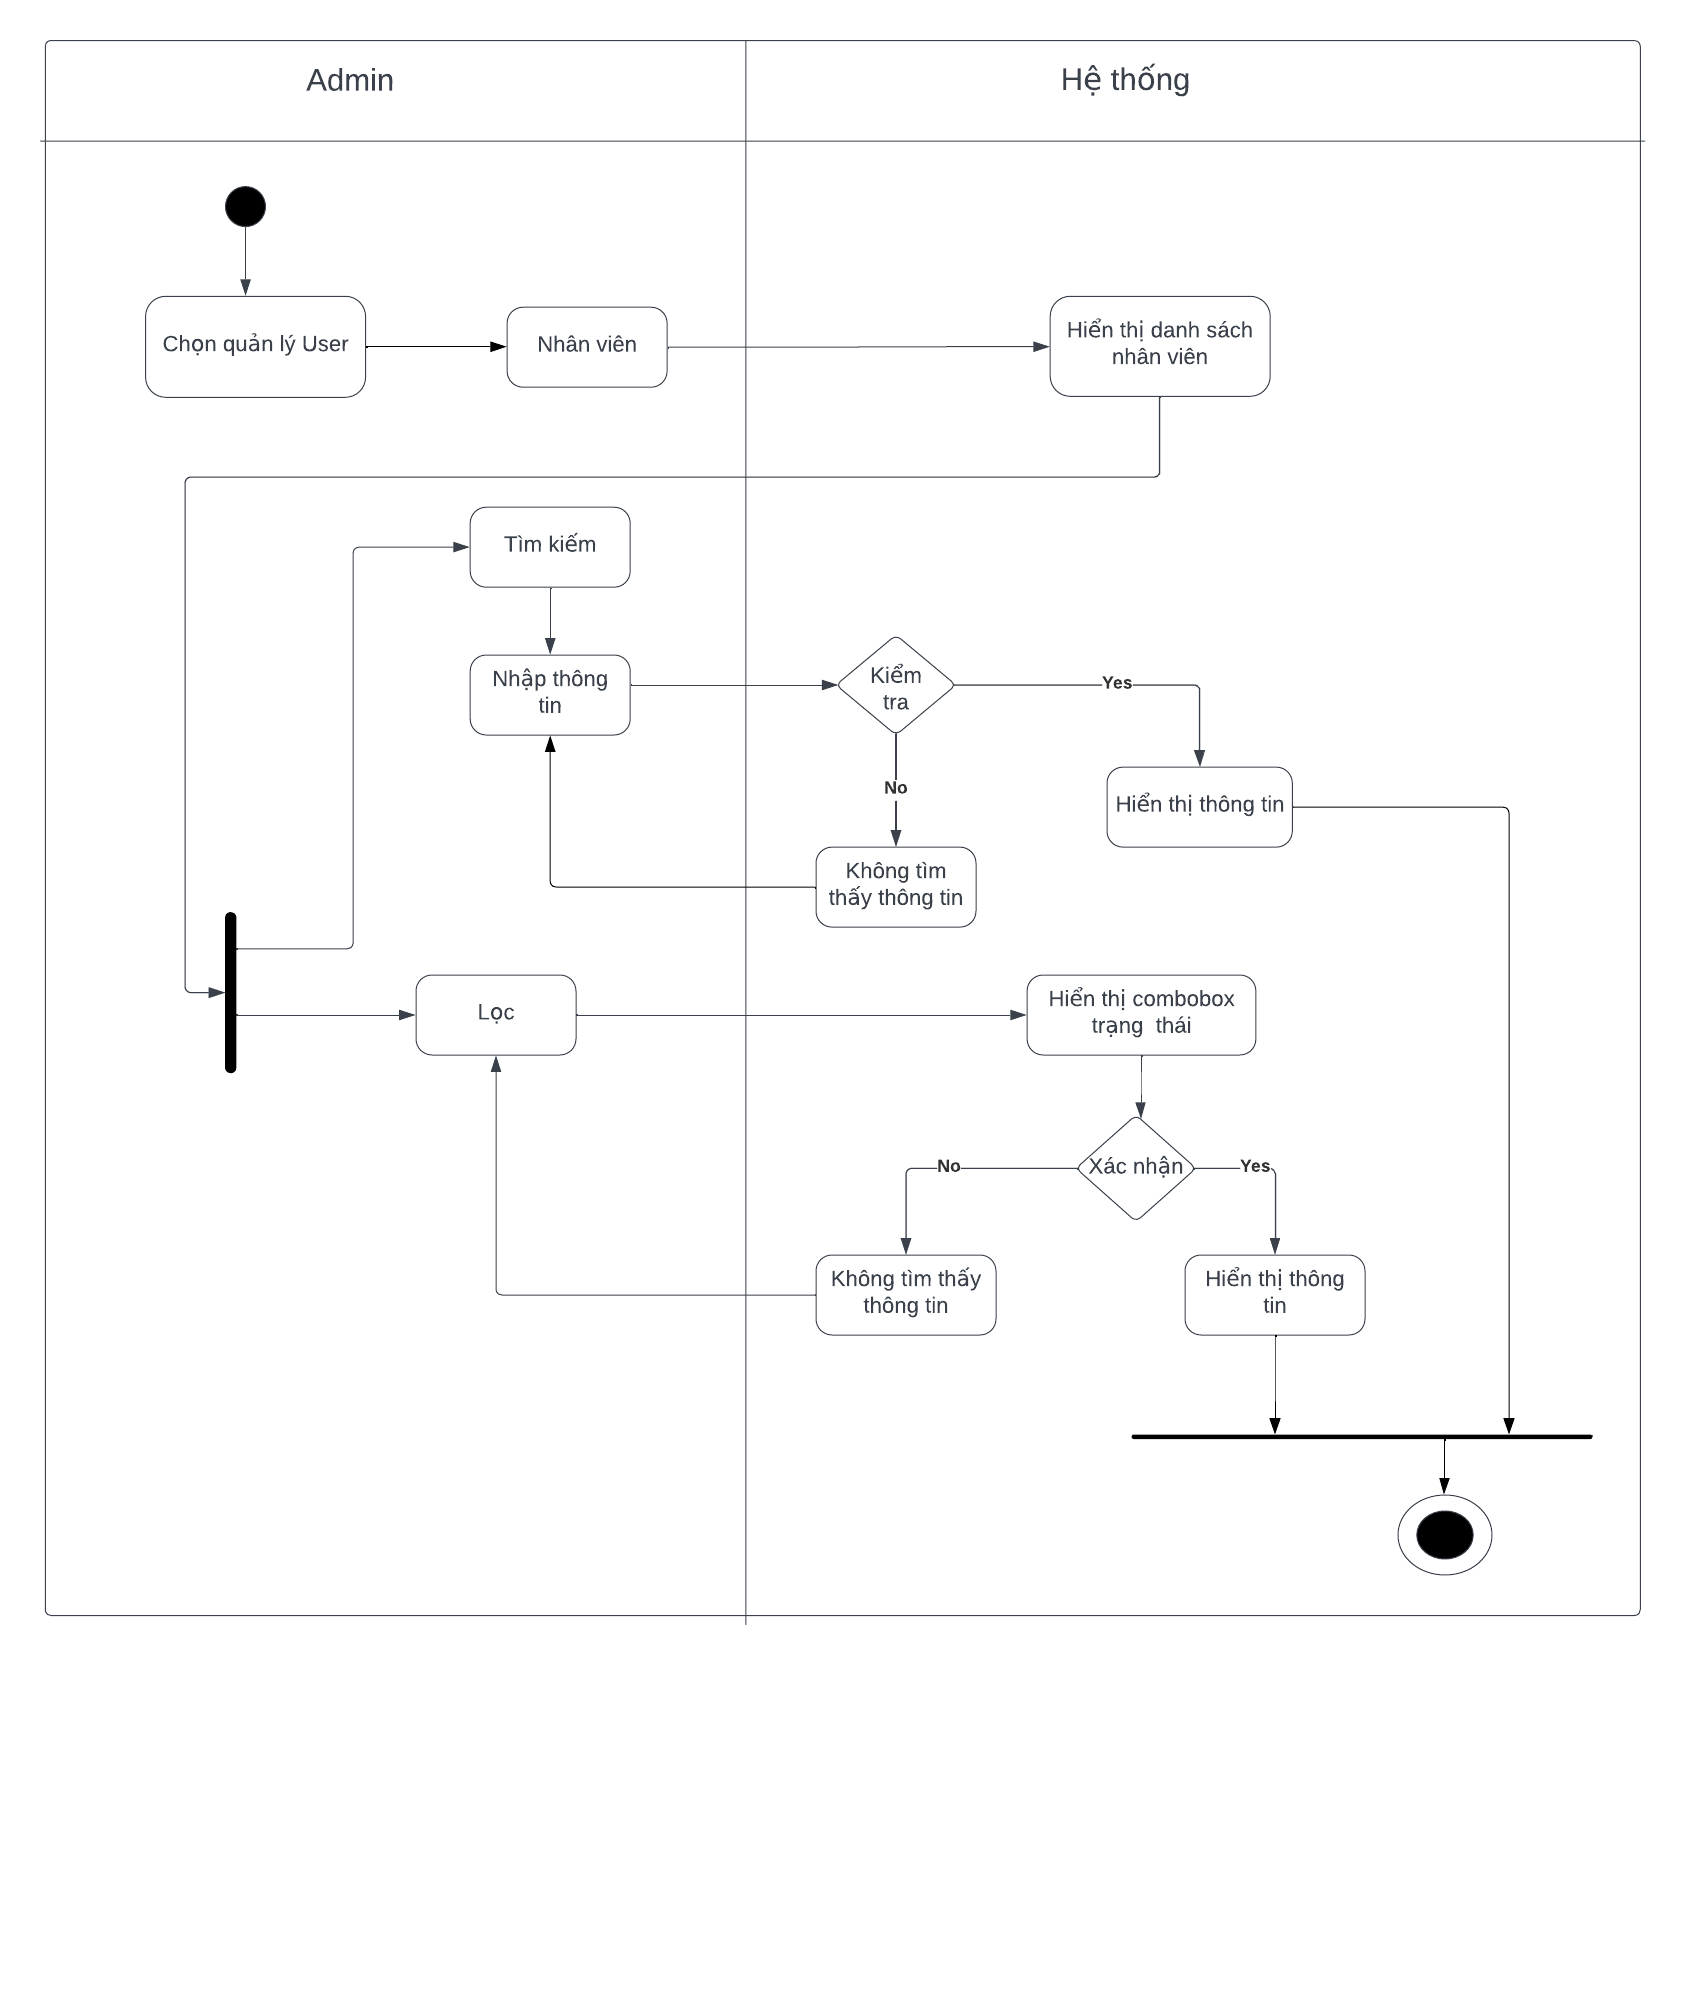 Admin
Hệ thống
Chọn quản lý User
Nhân viên
Hiển thị danh sách
nhân viên
Tìm kiếm
Nhập thông
tin
Kiểm
tra
Yes
No
Hiển thị thông tin
Không tìm
thấy thông tin
Lọc
Hiển thị combobox
trạng thái
Xác nhận
No
Yes
Không tìm thấy
thông tin
Hiển thị thông
tin